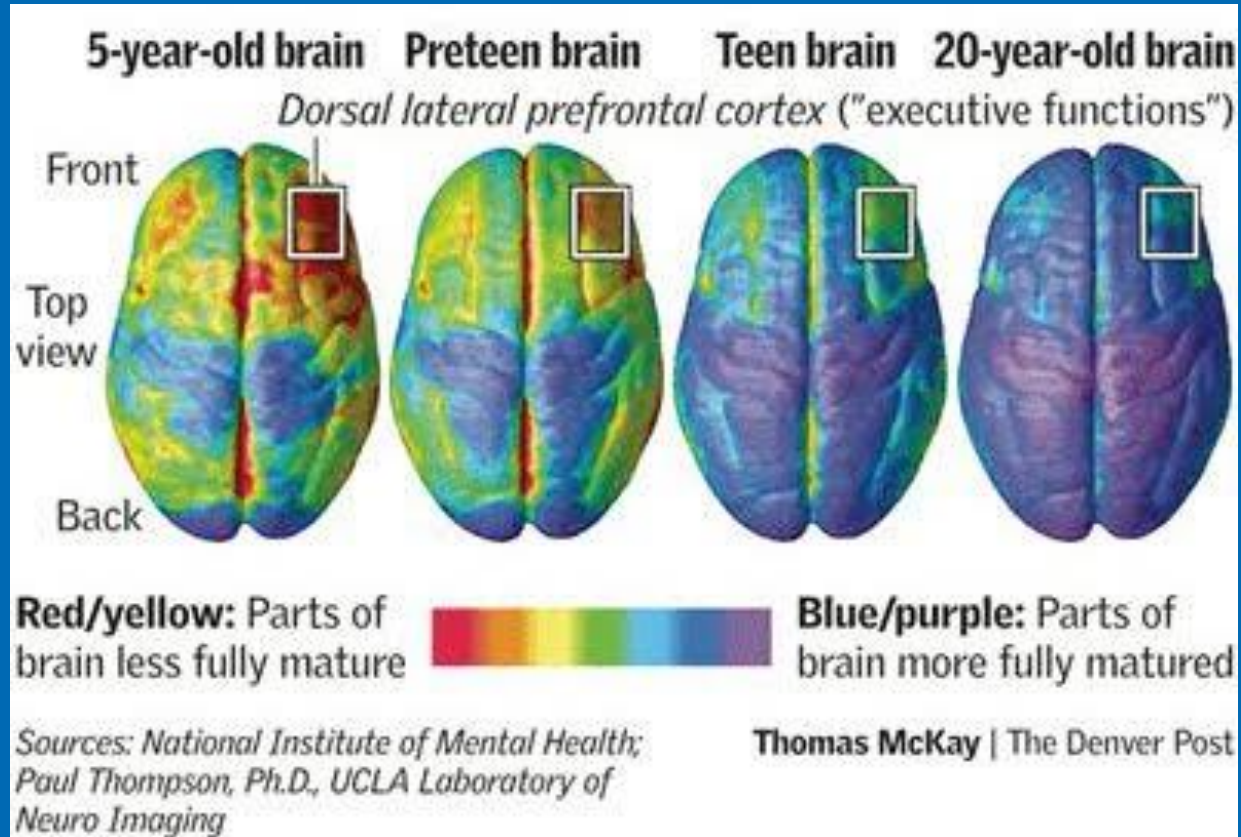 5-year-old brain Preteen brain Teen brain 20-year-old brain
Dorsal lateral prefrontal cortex ("executive functions")
Front
Top
view
Back
Red/yellow: Parts of
brain less fully mature
Blue/purple: Parts of
brain more fully matured
Sources: National Institute of Mental Health;
Paul Thompson, Ph.D., UCLA Laboratory of
Neuro Imaging
Thomas McKay | The Denver Post